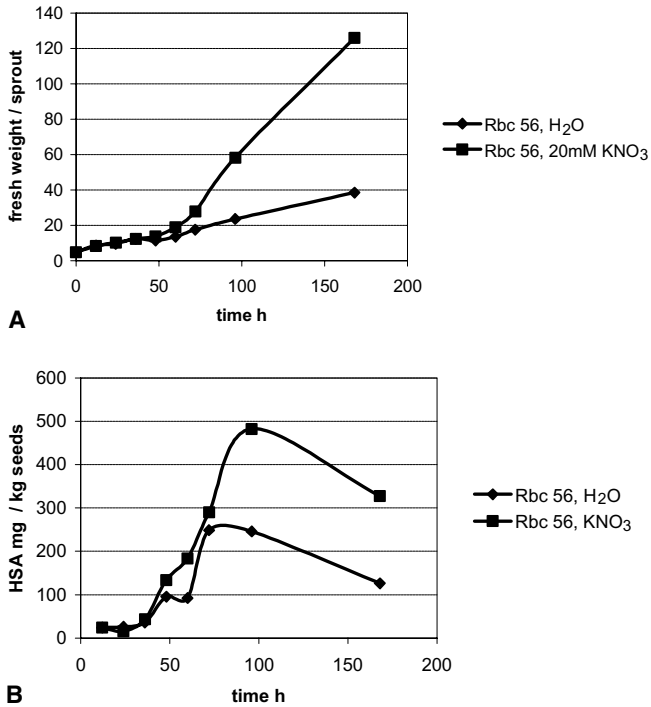 140
120
100
80
60
40
20
0
fresh weight / sprout
0 50 100 150 200
time h
Rbc 56, H₂O
Rbc 56, 20mM KNO₃
A
600
500
400
300
200
100
0
HSA mg / kg seeds
0 50 100 150 200
time h
Rbc 56, H₂O
Rbc 56, KNO₃
B